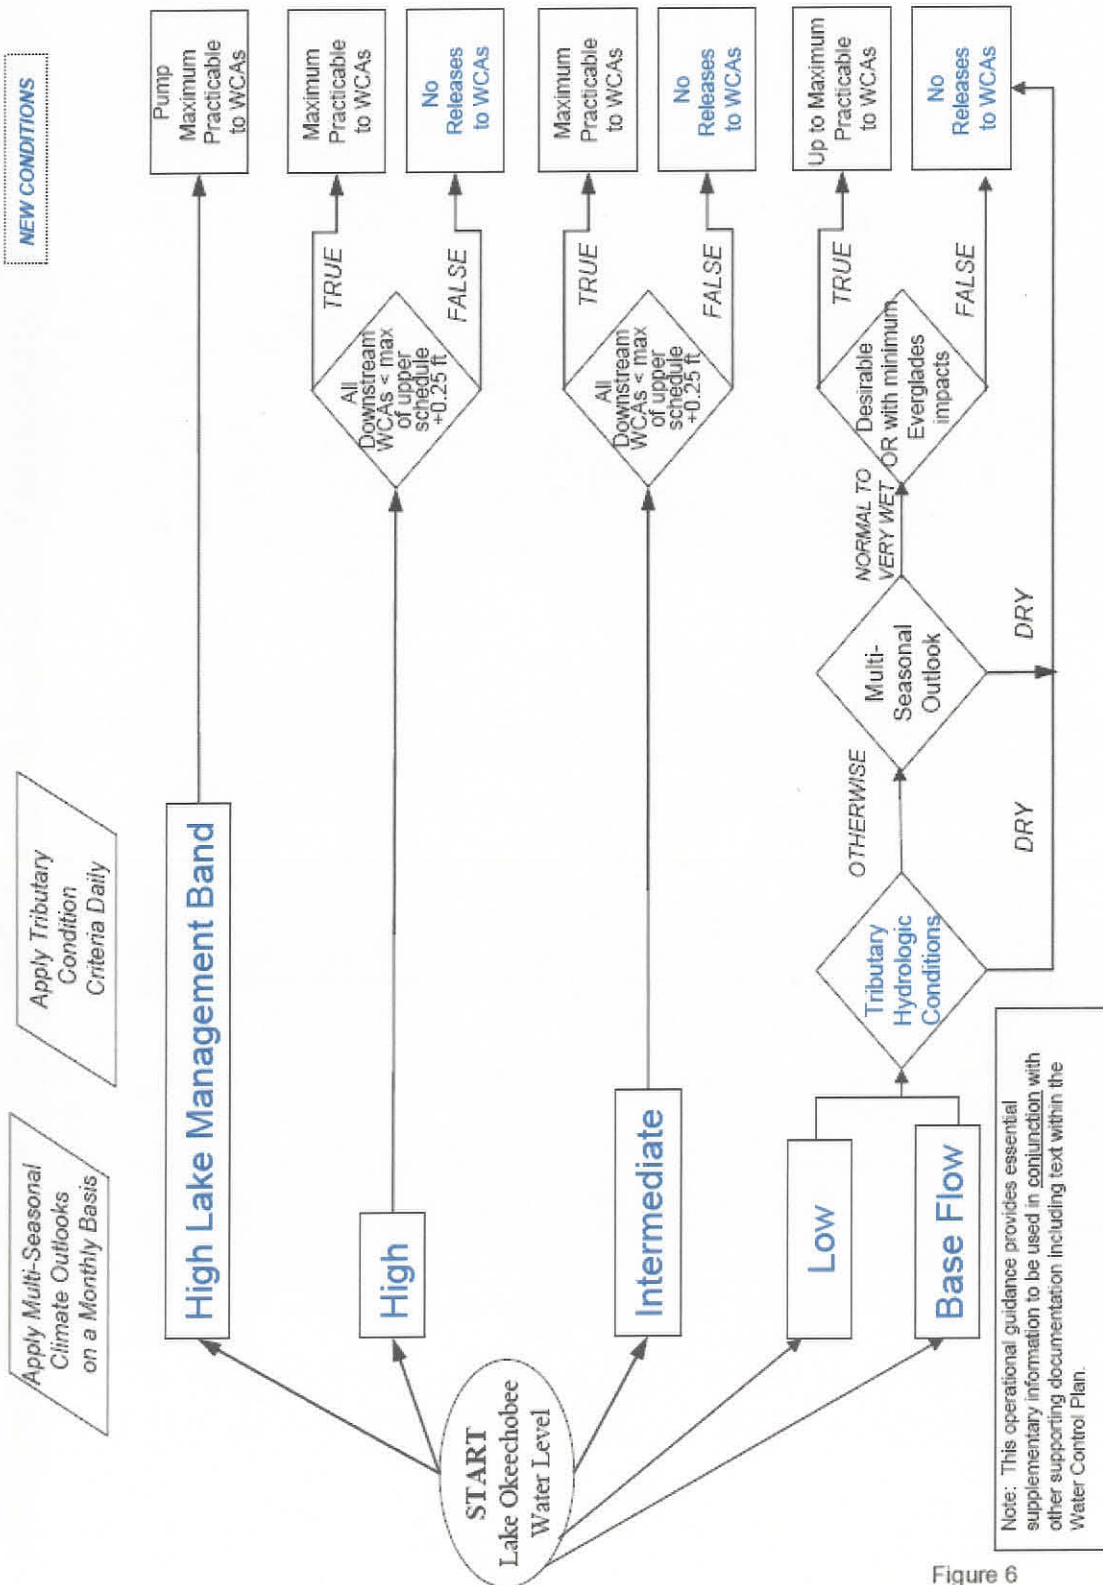 Apply Multi-Seasonal
Climate Outlooks
on a Monthly Basis
Apply Tributary
Condition
Criteria Daily
NEW CONDITIONS
START
Lake Okeechobee
Water Level
High Lake Management Band
Pump
Maximum
Practicable
to WCAs
High
All
Downstream
WCAs < max
of upper
schedule
+0.25 ft
TRUE
Maximum
Practicable
to WCAs
FALSE
No
Releases
to WCAs
Intermediate
All
Downstream
WCAs < max
of upper
schedule
+0.25 ft
TRUE
Maximum
Practicable
to WCAs
FALSE
No
Releases
to WCAs
Low
Base Flow
Tributary
Hydrologic
Conditions
OTHERWISE
DRY
Multi-
Seasonal
Outlook
NORMAL TO
VERY WET
DRY
Desirable
OR with minimum
Everglades
impacts
TRUE
Up to Maximum
Practicable
to WCAs
FALSE
No
Releases
to WCAs
Note: This operational guidance provides essential
supplementary information to be used in conjunction with
other supporting documentation including text within the
Water Control Plan.
Figure 6